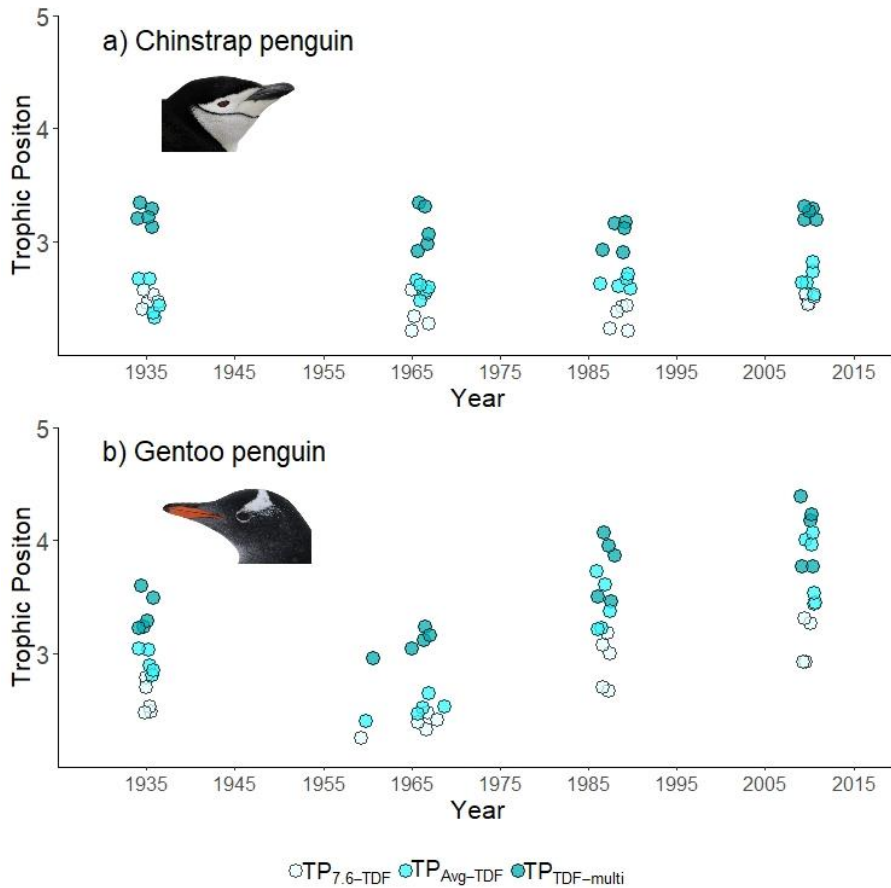 5
a) Chinstrap penguin
4
3
Trophic Positon
1935 1945 1955 1965 1975 1985 1995 2005 2015
Year
5
b) Gentoo penguin
4
3
Trophic Positon
1935 1945 1955 1965 1975 1985 1995 2005 2015
Year
TP7.6−TDF TPAvg−TDF TPTDF−multi